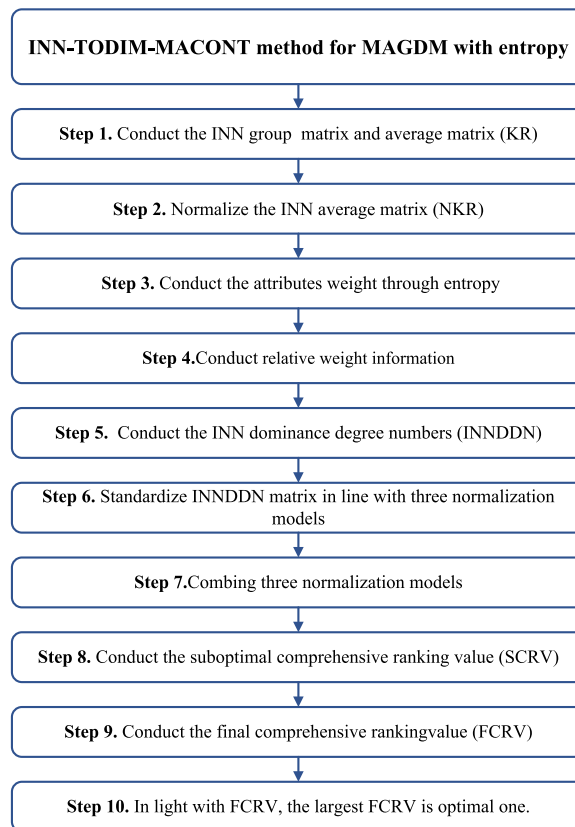 INN-TODIM-MACONT method for MAGDM with entropy
Step 1. Conduct the INN group matrix and average matrix (KR)
Step 2. Normalize the INN average matrix (NKR)
Step 3. Conduct the attributes weight through entropy
Step 4.Conduct relative weight information
Step 5. Conduct the INN dominance degree numbers (INNDDN)
Step 6. Standardize INNDDN matrix in line with three normalization
models
Step 7.Combing three normalization models
Step 8. Conduct the suboptimal comprehensive ranking value (SCRV)
Step 9. Conduct the final comprehensive rankingvalue (FCRV)
Step 10. In light with FCRV, the largest FCRV is optimal one.